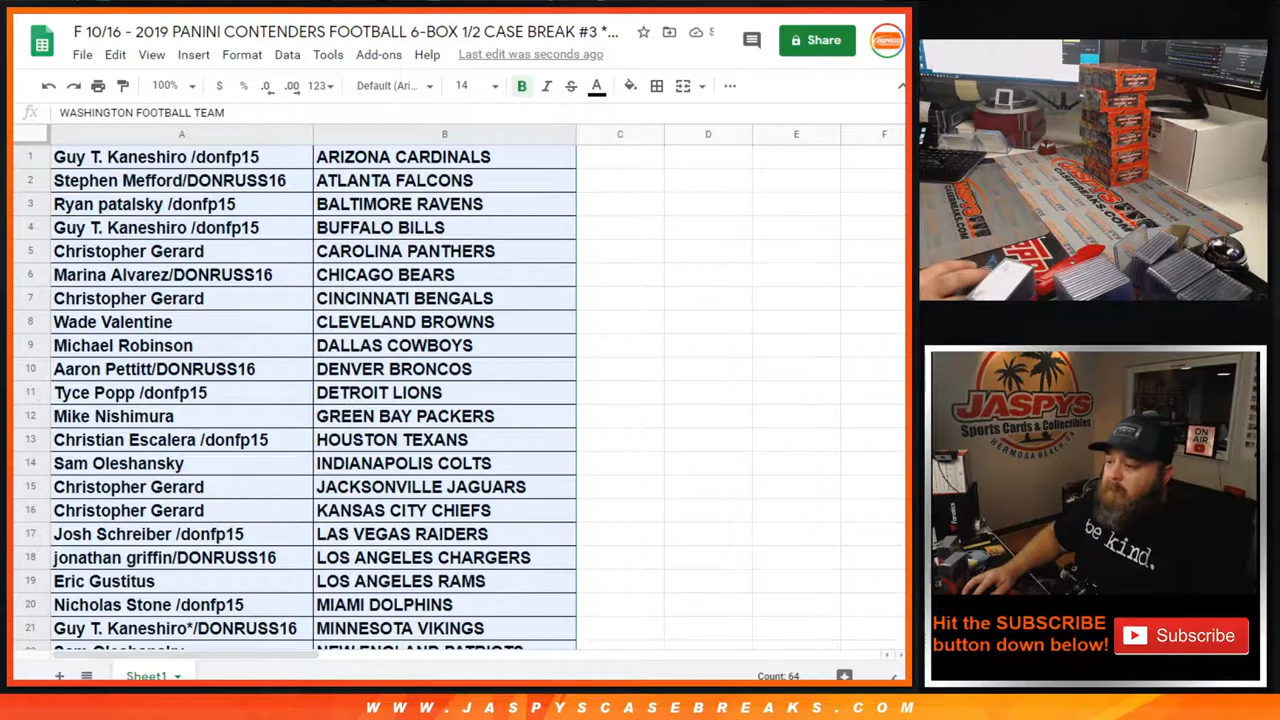 F 10/16 - 2019 PANINI CONTENDERS FOOTBALL 6-BOX 1/2 CASE BREAK #3 *...
Share
File Edit View Insert Format Data Tools Add-ons Help Last edit was seconds ago
100% $ % .0 .00 123 Default (Ari... 14 B I S A
fx WASHINGTON FOOTBALL TEAM
A B C D E F
1 Guy T. Kaneshiro /donfp15 ARIZONA CARDINALS
2 Stephen Mefford/DONRUSS16 ATLANTA FALCONS
3 Ryan patalsky /donfp15 BALTIMORE RAVENS
4 Guy T. Kaneshiro /donfp15 BUFFALO BILLS
5 Christopher Gerard CAROLINA PANTHERS
6 Marina Alvarez/DONRUSS16 CHICAGO BEARS
7 Christopher Gerard CINCINNATI BENGALS
8 Wade Valentine CLEVELAND BROWNS
9 Michael Robinson DALLAS COWBOYS
10 Aaron Pettitt/DONRUSS16 DENVER BRONCOS
11 Tyce Popp /donfp15 DETROIT LIONS
12 Mike Nishimura GREEN BAY PACKERS
13 Christian Escalera /donfp15 HOUSTON TEXANS
14 Sam Oleshansky INDIANAPOLIS COLTS
15 Christopher Gerard JACKSONVILLE JAGUARS
16 Christopher Gerard KANSAS CITY CHIEFS
17 Josh Schreiber /donfp15 LAS VEGAS RAIDERS
18 jonathan griffin/DONRUSS16 LOS ANGELES CHARGERS
19 Eric Gustitus LOS ANGELES RAMS
20 Nicholas Stone /donfp15 MIAMI DOLPHINS
21 Guy T. Kaneshiro*/DONRUSS16 MINNESOTA VIKINGS
Sam Oleshansky NEW ENGLAND PATRIOTS
Sheet1
Count: 64
JASPYS
CASEBREAKS.COM
JASPYS
Sports Cards & Collectibles
HERMOSA BEACH, CA
ON AIR
Fanatics
be kind.
Hit the SUBSCRIBE
button down below!
Subscribe
WWW.JASPYSCASEBREAKS.COM